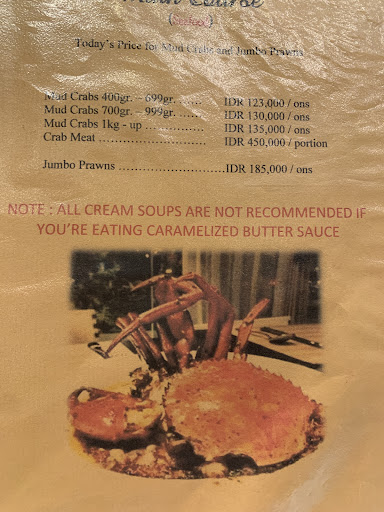 Main Course
(Seafood)
Today's Price for Mud Crabs and Jumbo Prawns
Mud Crabs 400gr. – 699gr. …… IDR 123,000 / ons
Mud Crabs 700gr. – 999gr. …… IDR 130,000 / ons
Mud Crabs 1kg - up …………… IDR 135,000 / ons
Crab Meat ……………………… IDR 450,000 / portion
Jumbo Prawns ………………………IDR 185,000 / ons
NOTE : ALL CREAM SOUPS ARE NOT RECOMMENDED IF
YOU'RE EATING CARAMELIZED BUTTER SAUCE